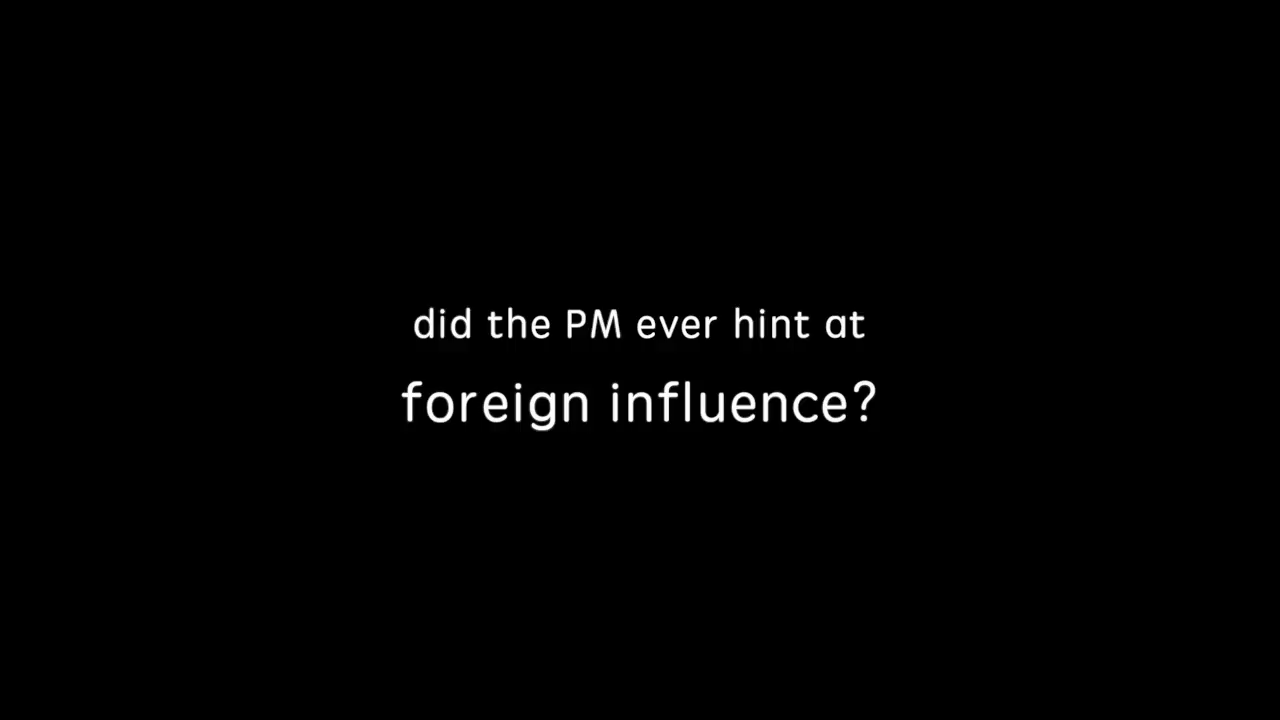 did the PM ever hint at
foreign influence?